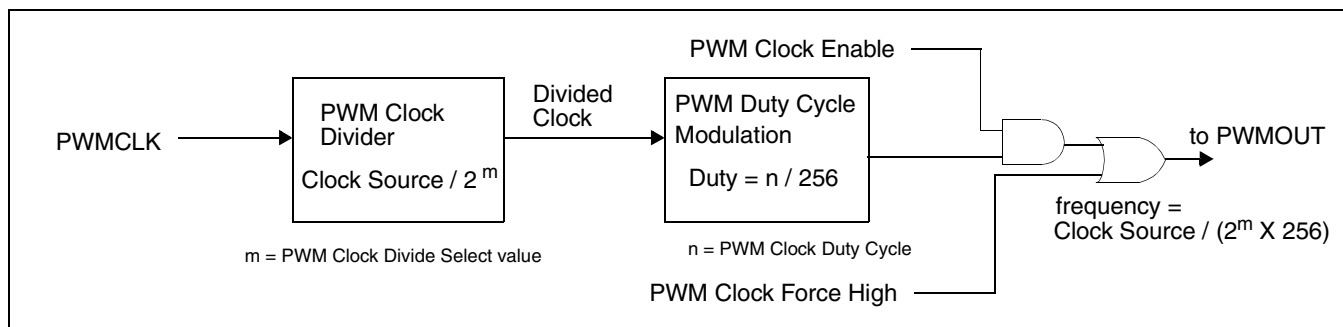 PWM Clock Enable
PWMCLK
PWM Clock
Divider
Clock Source / 2 m
m = PWM Clock Divide Select value
Divided
Clock
PWM Duty Cycle
Modulation
Duty = n / 256
n = PWM Clock Duty Cycle
to PWMOUT
frequency =
Clock Source / (2m X 256)
PWM Clock Force High